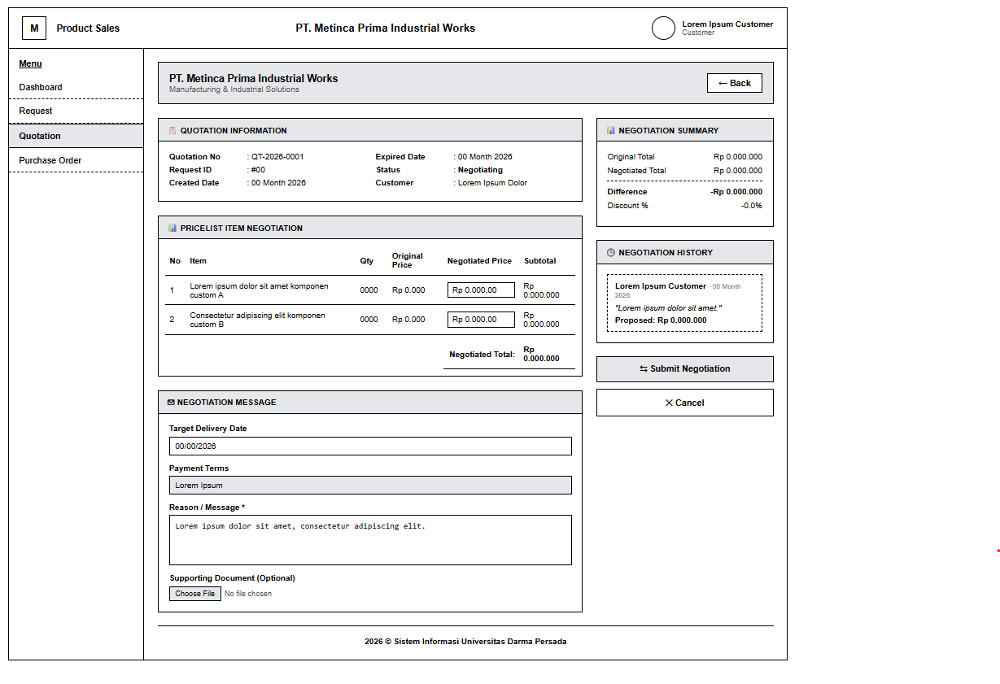 M Product Sales
PT. Metinca Prima Industrial Works
Lorem Ipsum Customer
Customer
Menu
Dashboard
Request
Quotation
Purchase Order
PT. Metinca Prima Industrial Works
Manufacturing & Industrial Solutions
← Back
QUOTATION INFORMATION
Quotation No : QT-2026-0001 Expired Date : 00 Month 2026
Request ID : #00 Status : Negotiating
Created Date : 00 Month 2026 Customer : Lorem Ipsum Dolor
PRICELIST ITEM NEGOTIATION
No Item Qty Original Price Negotiated Price Subtotal
1 Lorem ipsum dolor sit amet komponen custom A 0000 Rp 0.000 Rp 0.000,00 Rp 0.000.000
2 Consectetur adipiscing elit komponen custom B 0000 Rp 0.000 Rp 0.000,00 Rp 0.000.000
Negotiated Total: Rp 0.000.000
NEGOTIATION MESSAGE
Target Delivery Date
00/00/2026
Payment Terms
Lorem Ipsum
Reason / Message *
Lorem ipsum dolor sit amet, consectetur adipiscing elit.
Supporting Document (Optional)
Choose File No file chosen
NEGOTIATION SUMMARY
Original Total Rp 0.000.000
Negotiated Total Rp 0.000.000
Difference -Rp 0.000.000
Discount % -0.0%
NEGOTIATION HISTORY
Lorem Ipsum Customer - 00 Month
2026
"Lorem ipsum dolor sit amet."
Proposed: Rp 0.000.000
⇆ Submit Negotiation
✕ Cancel
2026 © Sistem Informasi Universitas Darma Persada